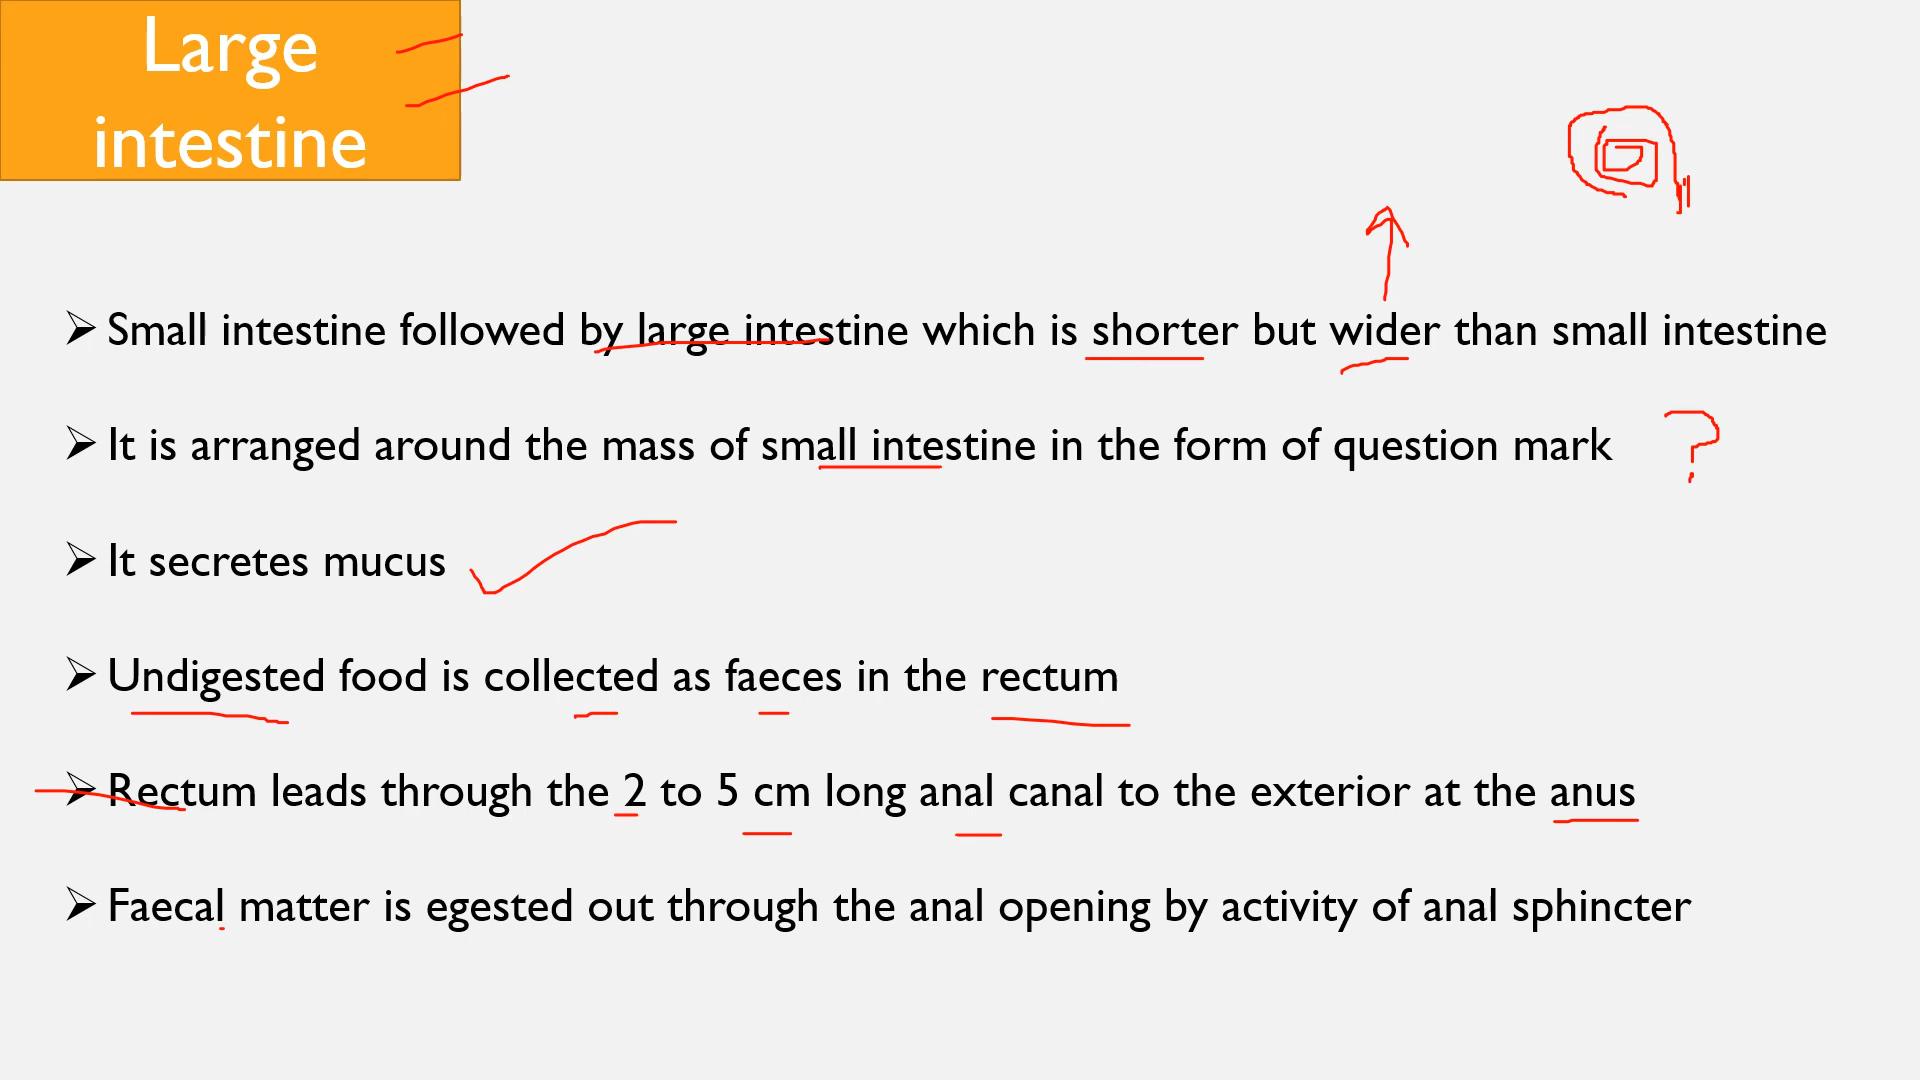 Large
intestine
➢ Small intestine followed by large intestine which is shorter but wider than small intestine
➢ It is arranged around the mass of small intestine in the form of question mark ?
➢ It secretes mucus
➢ Undigested food is collected as faeces in the rectum
➢ Rectum leads through the 2 to 5 cm long anal canal to the exterior at the anus
➢ Faecal matter is egested out through the anal opening by activity of anal sphincter